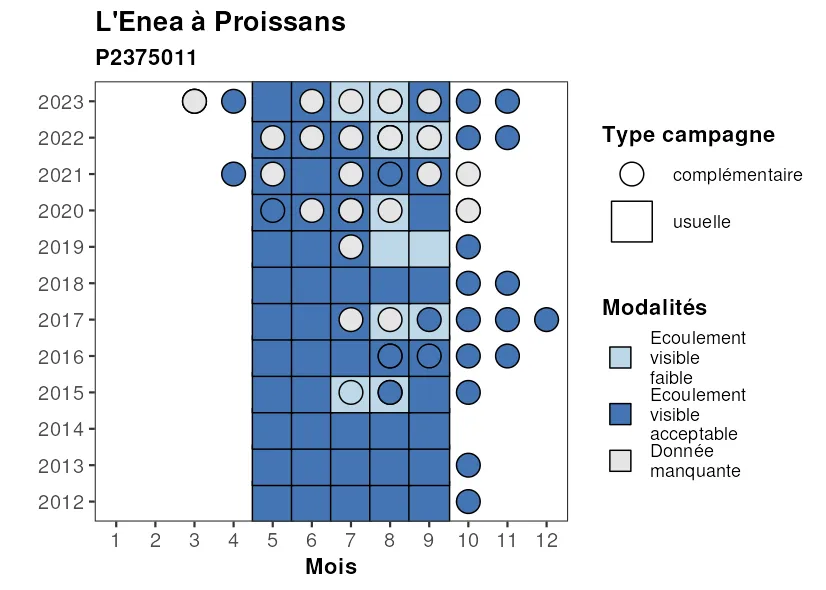 L'Enea à Proissans
P2375011
2023
2022
2021
2020
2019
2018
2017
2016
2015
2014
2013
2012
1 2 3 4 5 6 7 8 9 10 11 12
Mois
Type campagne
complémentaire
usuelle
Modalités
Ecoulement
visible
faible
Ecoulement
visible
acceptable
Donnée
manquante